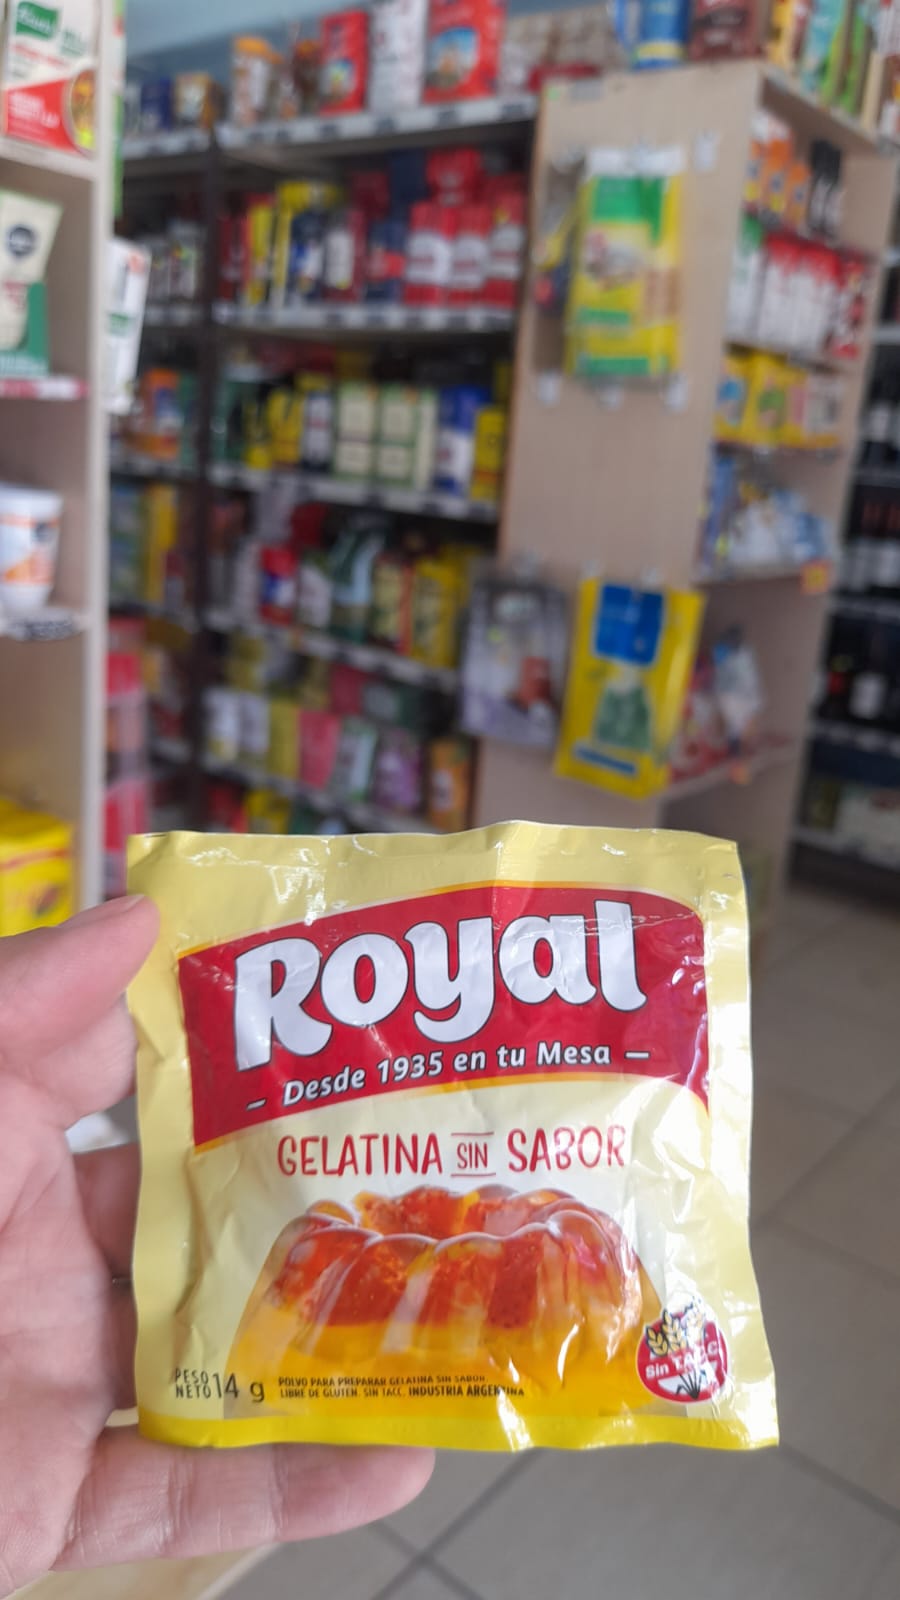 Knorr
Royal
– Desde 1935 en tu Mesa –
GELATINA SIN SABOR
Sin TACC
PESO
NETO 14 g
POLVO PARA PREPARAR GELATINA SIN SABOR.
LIBRE DE GLUTEN. SIN TACC. INDUSTRIA ARGENTINA